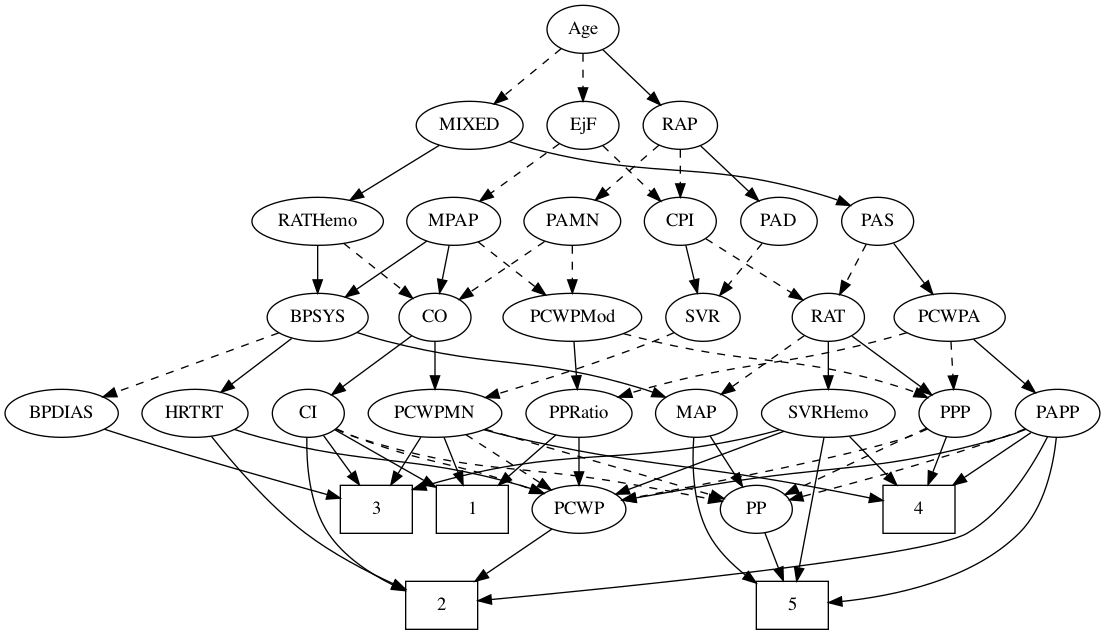 Age
MIXED
EjF
RAP
RATHemo
MPAP
PAMN
CPI
PAD
PAS
BPSYS
CO
PCWPMod
SVR
RAT
PCWPA
BPDIAS
HRTRT
CI
PCWPMN
PPRatio
MAP
SVRHemo
PPP
PAPP
3
1
PCWP
PP
4
2
5